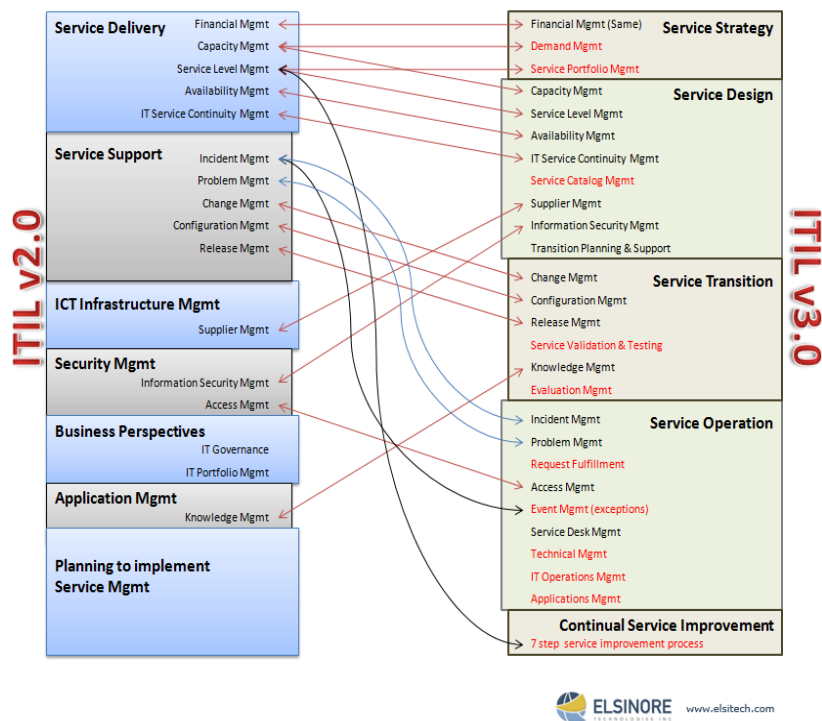 ITIL v2.0
Service Delivery
Financial Mgmt
Capacity Mgmt
Service Level Mgmt
Availability Mgmt
IT Service Continuity Mgmt
Service Support
Incident Mgmt
Problem Mgmt
Change Mgmt
Configuration Mgmt
Release Mgmt
ICT Infrastructure Mgmt
Supplier Mgmt
Security Mgmt
Information Security Mgmt
Access Mgmt
Business Perspectives
IT Governance
IT Portfolio Mgmt
Application Mgmt
Knowledge Mgmt
Planning to implement
Service Mgmt
ITIL v3.0
Service Strategy
Financial Mgmt (Same)
Demand Mgmt
Service Portfolio Mgmt
Service Design
Capacity Mgmt
Service Level Mgmt
Availability Mgmt
IT Service Continuity Mgmt
Service Catalog Mgmt
Supplier Mgmt
Information Security Mgmt
Transition Planning & Support
Service Transition
Change Mgmt
Configuration Mgmt
Release Mgmt
Service Validation & Testing
Knowledge Mgmt
Evaluation Mgmt
Service Operation
Incident Mgmt
Problem Mgmt
Request Fulfillment
Access Mgmt
Event Mgmt (exceptions)
Service Desk Mgmt
Technical Mgmt
IT Operations Mgmt
Applications Mgmt
Continual Service Improvement
7 step service improvement process
ELSINORE
TECHNOLOGIES INC
www.elsitech.com